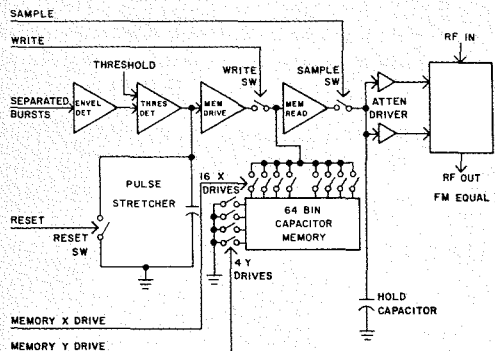 SAMPLE
WRITE
THRESHOLD
WRITE
SW
SAMPLE
SW
RF IN
SEPARATED
BURSTS
ENVEL
DET
THRES
DET
MEM
DRIVE
MEM
READ
ATTEN
DRIVER
RF OUT
FM EQUAL
PULSE
STRETCHER
16 X
DRIVES
64 BIN
CAPACITOR
MEMORY
RESET
RESET
SW
4 Y
DRIVES
HOLD
CAPACITOR
MEMORY X DRIVE
MEMORY Y DRIVE